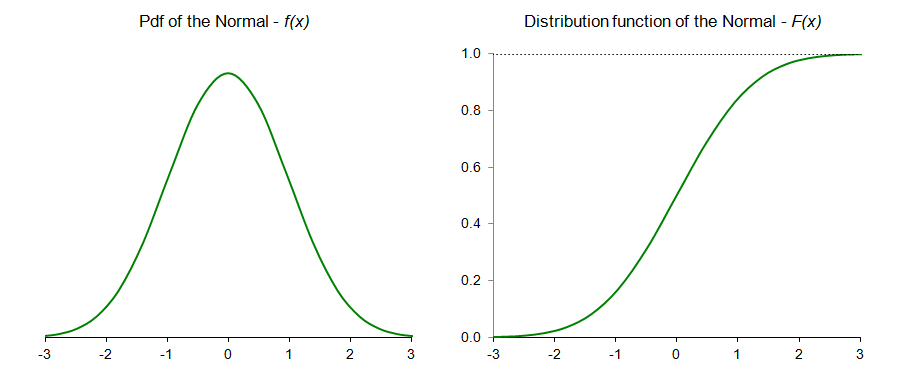 Pdf of the Normal - f(x)
-3 -2 -1 0 1 2 3
Distribution function of the Normal - F(x)
1.0
0.8
0.6
0.4
0.2
0.0
-3 -2 -1 0 1 2 3